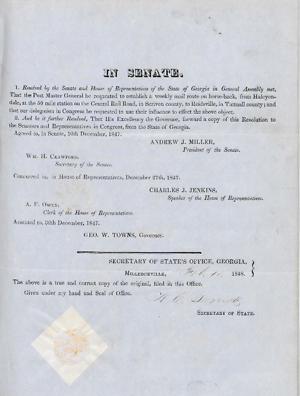 IN SENATE.
1. Resolved by the Senate and House of Representatives of the State of Georgia in General Assembly met,
That the Post Master General be requested to establish a weekly mail route on horse-back, from Halcyon-
dale, at the 50 mile station on the Central Rail Road, in Scriven county, to Reidsville, in Tattnall county; and
that our delegation in Congress be requested to use their influence to effect the above object.
2. And be it further Resolved, That His Excellency the Governor, forward a copy of this Resolution to
the Senators and Representatives in Congress, from the State of Georgia.
Agreed to, in Senate, 10th December, 1847.
ANDREW J. MILLER,
President of the Senate.
WM. H. CRAWFORD,
Secretary of the Senate.
Concurred in, in House of Representatives, December 27th, 1847.
CHARLES J. JENKINS,
Speaker of the House of Representatives.
A. F. OWEN,
Clerk of the House of Representatives.
Assented to, 30th December, 1847.
GEO. W. TOWNS, Governor.
SECRETARY OF STATE'S OFFICE, GEORGIA,
MILLEDGEVILLE, 1848.
The above is a true and correct copy of the original, filed in this Office.
Given under my hand and Seal of Office.
SECRETARY OF STATE.